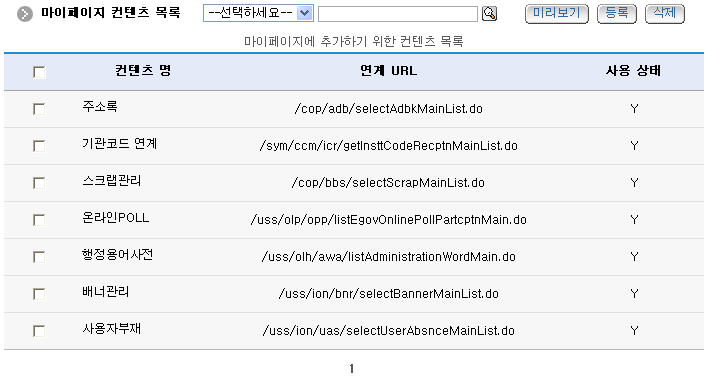 마이페이지 컨텐츠 목록 --선택하세요-- 미리보기 등록 삭제
마이페이지에 추가하기 위한 컨텐츠 목록
컨텐츠 명 연계 URL 사용 상태
주소록 /cop/adb/selectAdbkMainList.do Y
기관코드 연계 /sym/ccm/icr/getInsttCodeRecptnMainList.do Y
스크랩관리 /cop/bbs/selectScrapMainList.do Y
온라인POLL /uss/olp/opp/listEgovOnlinePollPartcptnMain.do Y
행정용어사전 /uss/olh/awa/listAdministrationWordMain.do Y
배너관리 /uss/ion/bnr/selectBannerMainList.do Y
사용자부재 /uss/ion/uas/selectUserAbsnceMainList.do Y
1